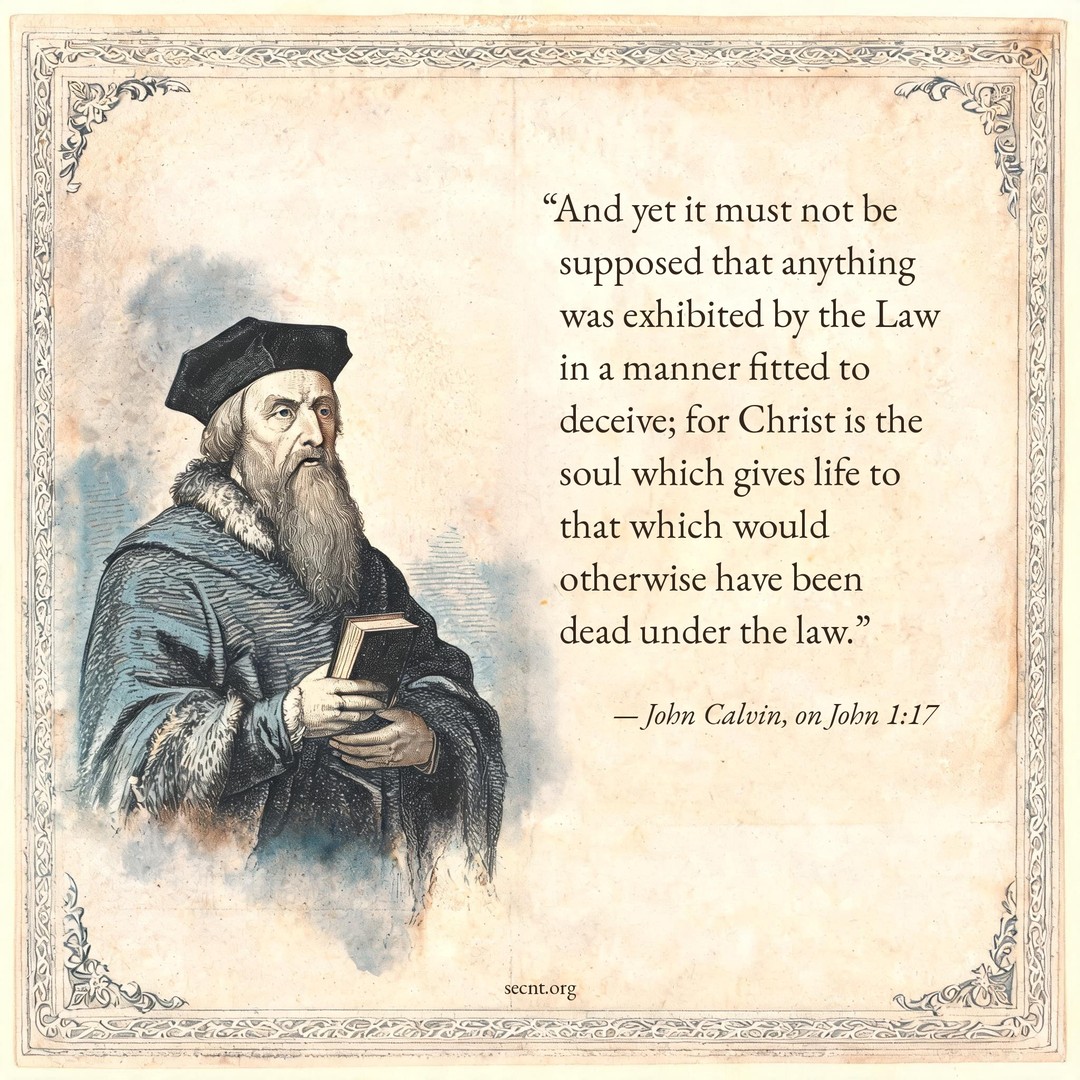 “And yet it must not be
supposed that anything
was exhibited by the Law
in a manner fitted to
deceive; for Christ is the
soul which gives life to
that which would
otherwise have been
dead under the law.”
— John Calvin, on John 1:17
secnt.org